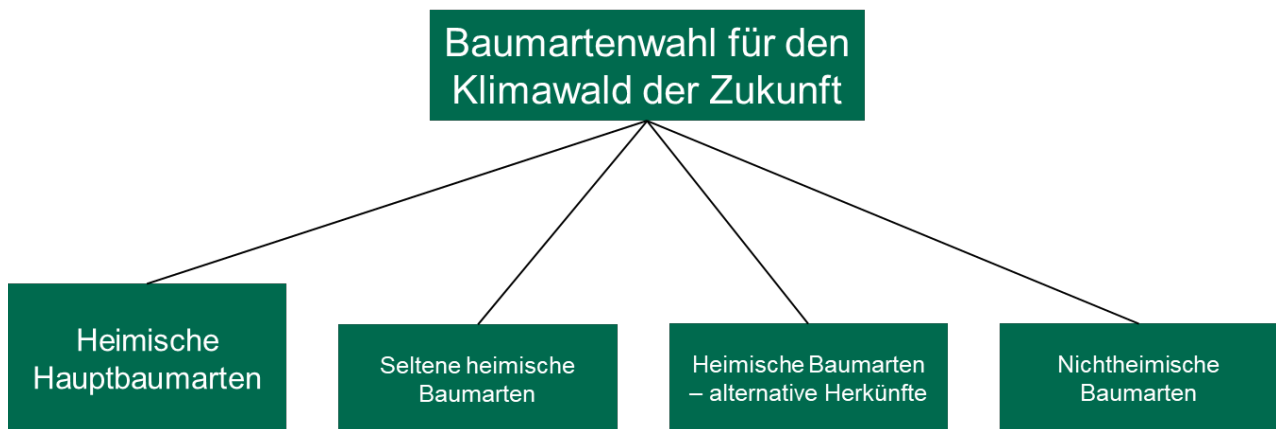 Baumartenwahl für den
Klimawald der Zukunft
Heimische
Hauptbaumarten
Seltene heimische
Baumarten
Heimische Baumarten
– alternative Herkünfte
Nichtheimische
Baumarten